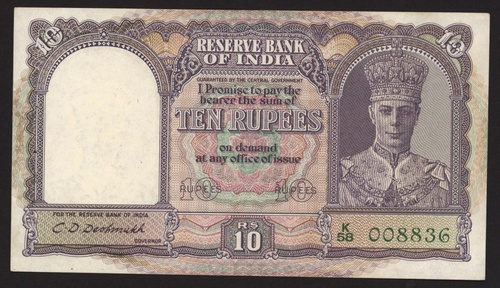 10 10
RESERVE BANK
OF INDIA
GUARANTEED BY THE CENTRAL GOVERNMENT
I Promise to pay the
bearer the sum of
TEN RUPEES
on demand
at any office of issue
10 10
RUPEES RUPEES
FOR THE RESERVE BANK OF INDIA
C. D. Deshmukh
GOVERNOR
RS
10
K/58 008836